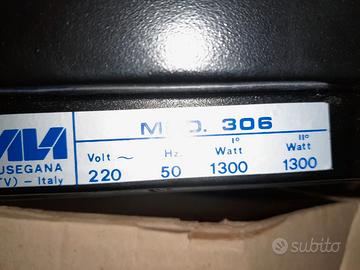 MOD. 306
USEGANA
TV) - Italy
Volt ~ Hz. I° Watt II° Watt
220 50 1300 1300
subito